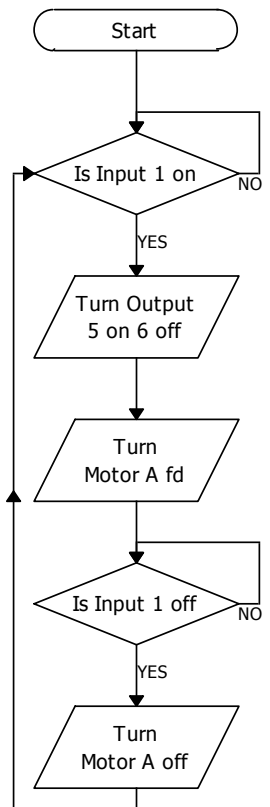 Start
Is Input 1 on
NO
YES
Turn Output
5 on 6 off
Turn
Motor A fd
Is Input 1 off
NO
YES
Turn
Motor A off